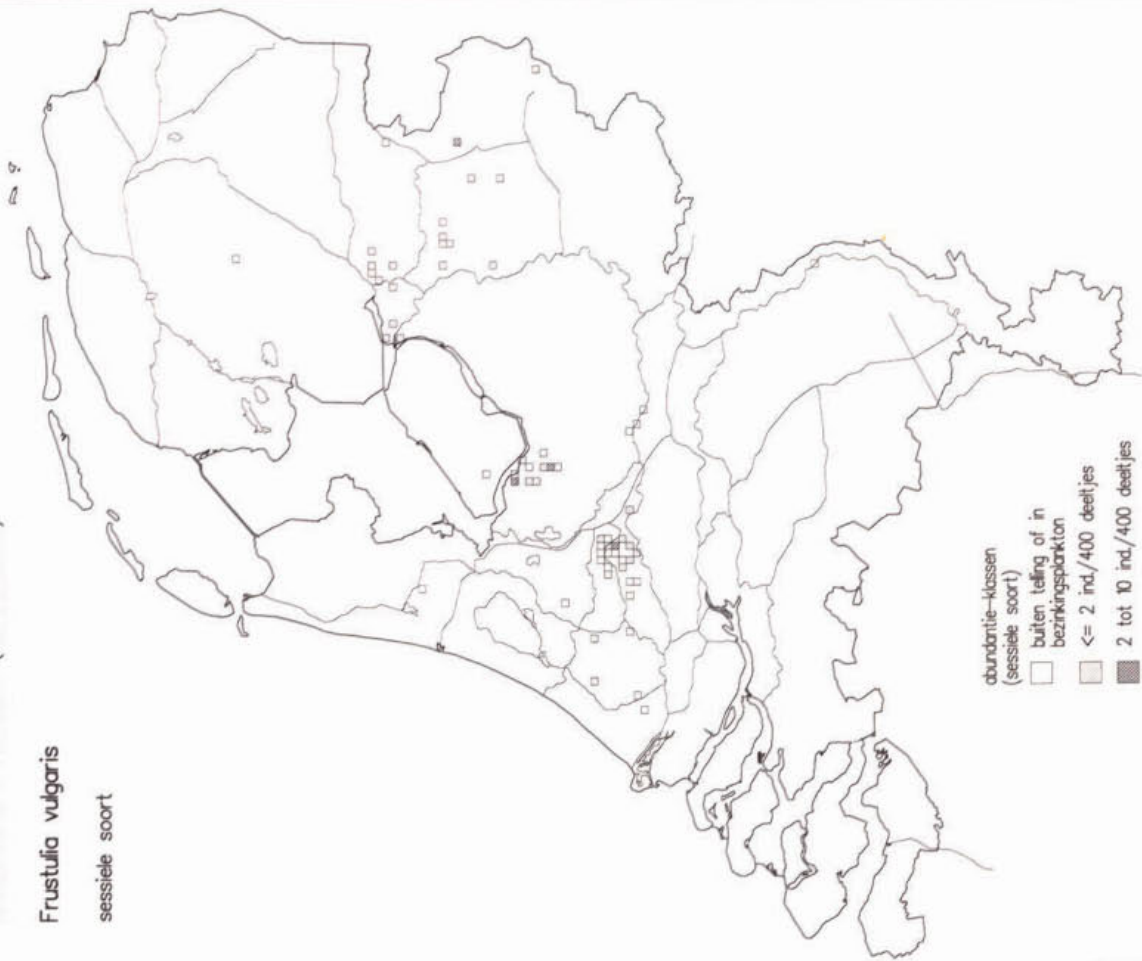 Frustulia vulgaris
sessiele soort
abundantie-klassen
(sessiele soort)
buiten telling of in
bezinkingsplankton
<= 2 ind./400 deeltjes
2 tot 10 ind./400 deeltjes